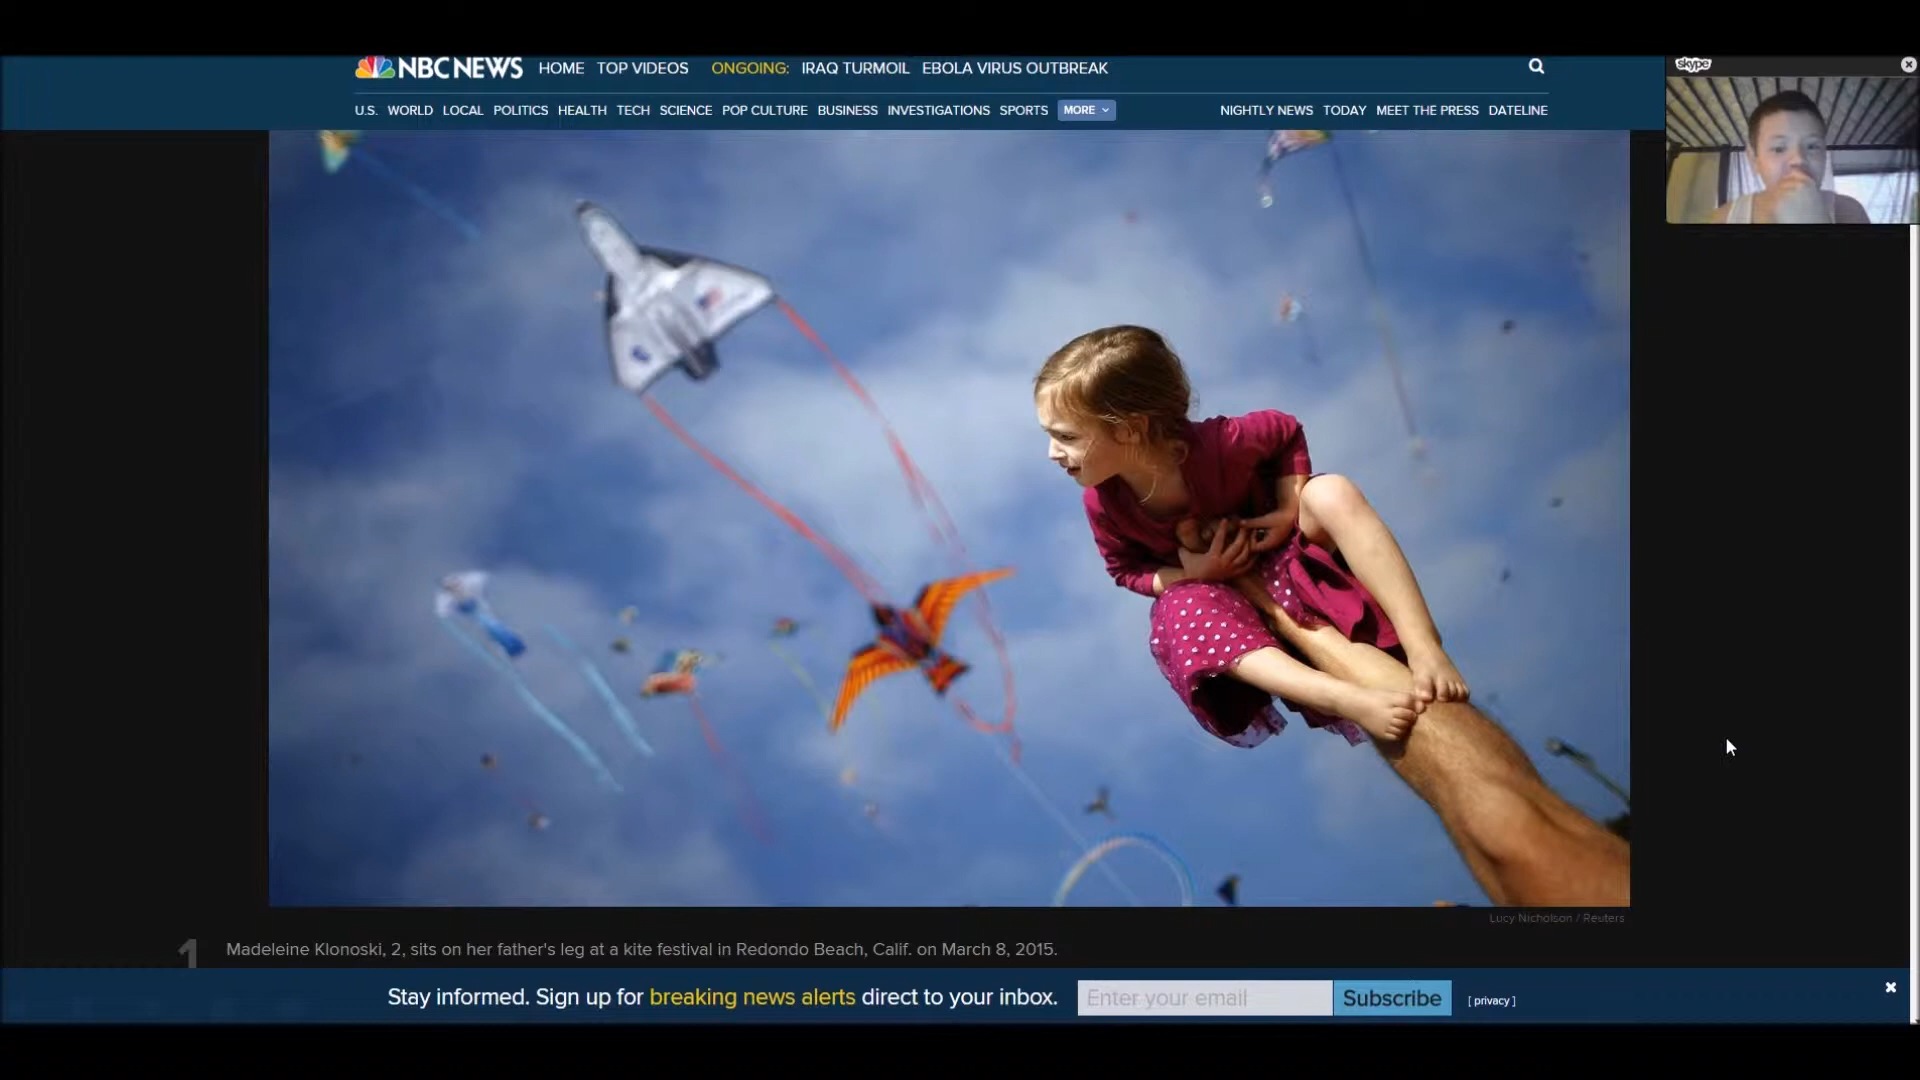 NBC NEWS HOME TOP VIDEOS ONGOING: IRAQ TURMOIL EBOLA VIRUS OUTBREAK
skype
U.S. WORLD LOCAL POLITICS HEALTH TECH SCIENCE POP CULTURE BUSINESS INVESTIGATIONS SPORTS MORE NIGHTLY NEWS TODAY MEET THE PRESS DATELINE
Lucy Nicholson / Reuters
1 Madeleine Klonoski, 2, sits on her father's leg at a kite festival in Redondo Beach, Calif. on March 8, 2015.
Stay informed. Sign up for breaking news alerts direct to your inbox. Enter your email Subscribe [ privacy ]